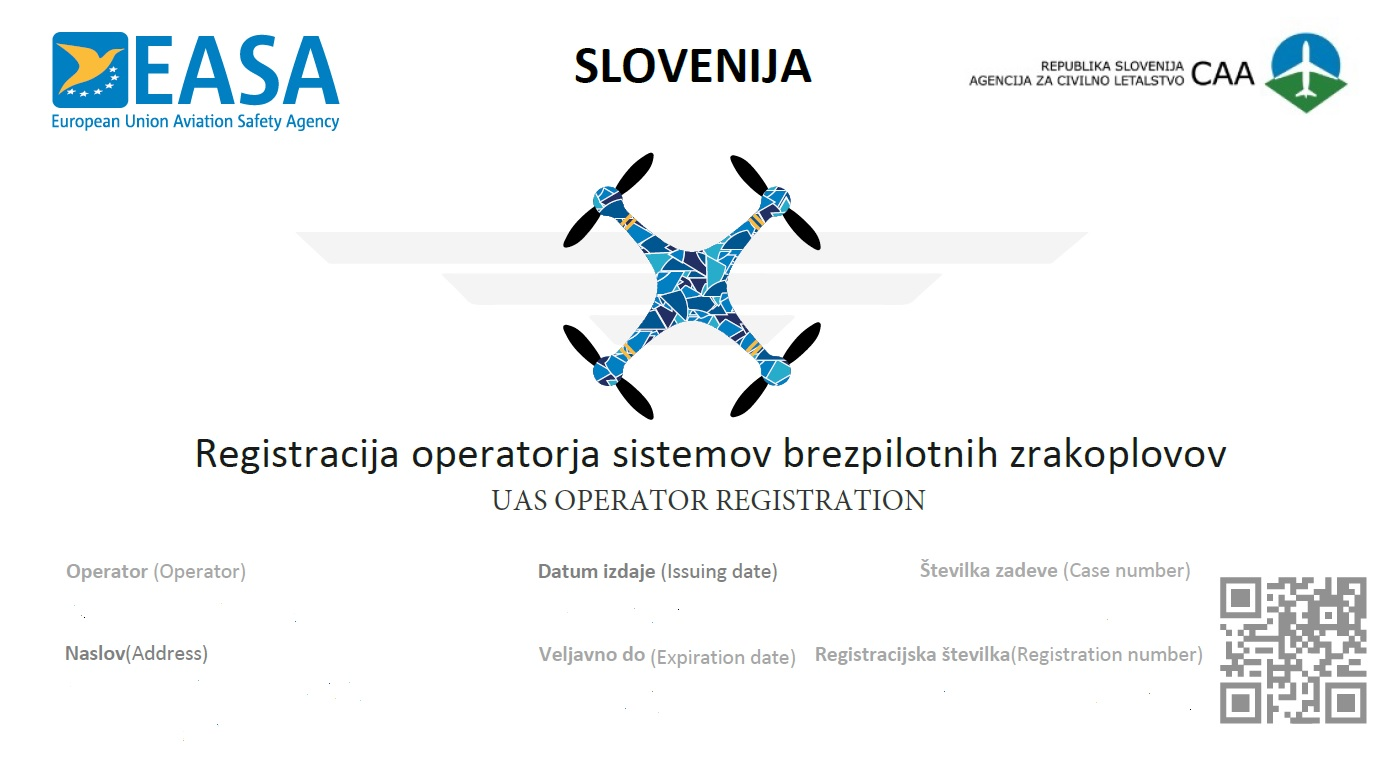 EASA
European Union Aviation Safety Agency
SLOVENIJA
REPUBLIKA SLOVENIJA
AGENCIJA ZA CIVILNO LETALSTVO CAA
Registracija operatorja sistemov brezpilotnih zrakoplovov
UAS OPERATOR REGISTRATION
Operator (Operator)
Datum izdaje (Issuing date)
Številka zadeve (Case number)
Naslov(Address)
Veljavno do (Expiration date)
Registracijska številka(Registration number)